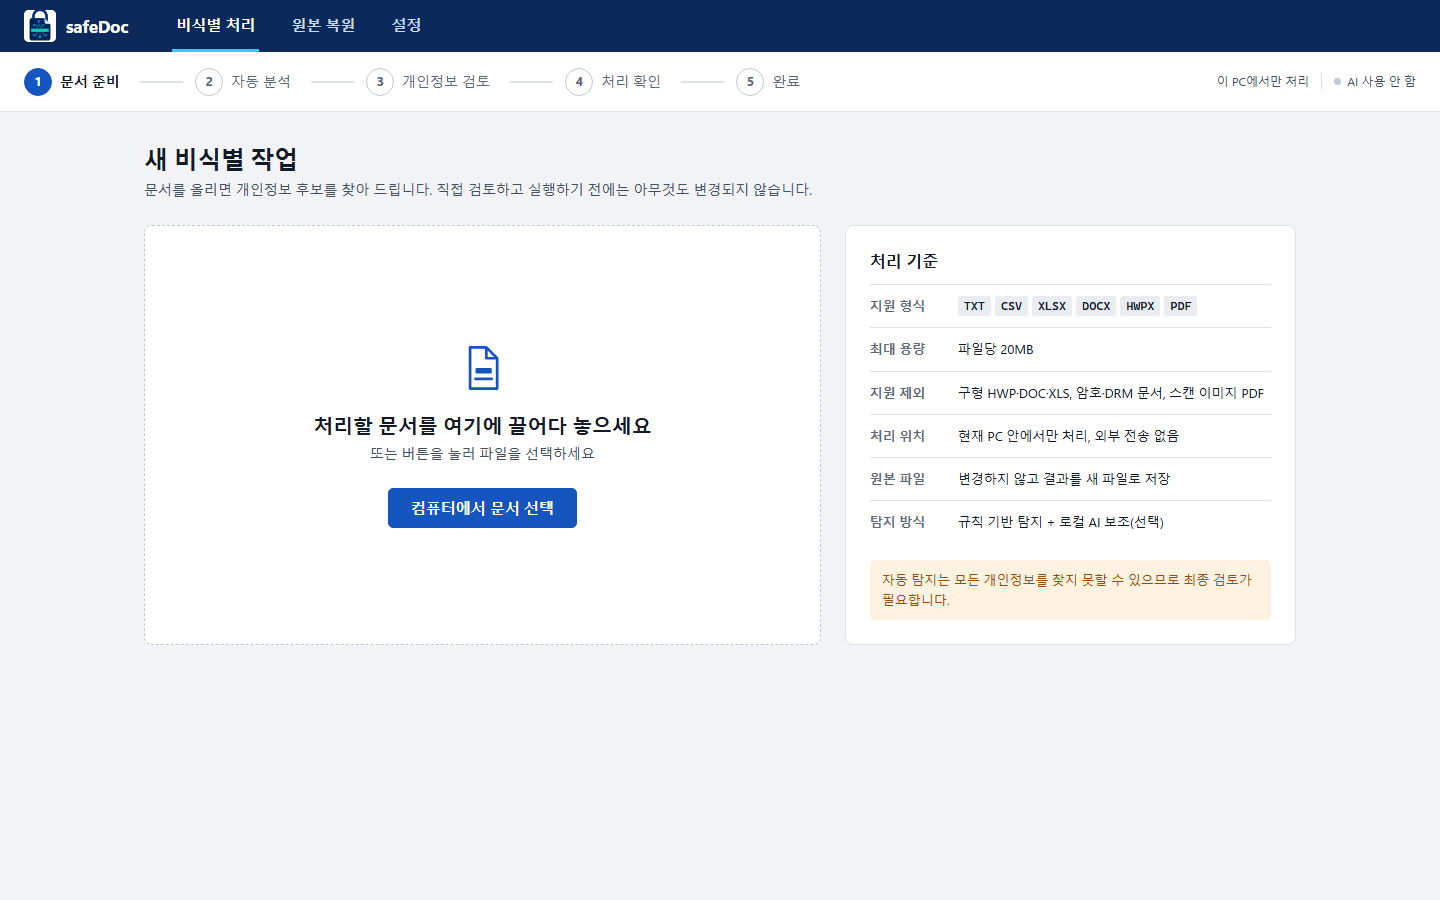 safeDoc
비식별 처리
원본 복원
설정
1 문서 준비
2 자동 분석
3 개인정보 검토
4 처리 확인
5 완료
이 PC에서만 처리
AI 사용 안 함
새 비식별 작업
문서를 올리면 개인정보 후보를 찾아 드립니다. 직접 검토하고 실행하기 전에는 아무것도 변경되지 않습니다.
처리할 문서를 여기에 끌어다 놓으세요
또는 버튼을 눌러 파일을 선택하세요
컴퓨터에서 문서 선택
처리 기준
지원 형식 TXT CSV XLSX DOCX HWPX PDF
최대 용량 파일당 20MB
지원 제외 구형 HWP·DOC·XLS, 암호·DRM 문서, 스캔 이미지 PDF
처리 위치 현재 PC 안에서만 처리, 외부 전송 없음
원본 파일 변경하지 않고 결과를 새 파일로 저장
탐지 방식 규칙 기반 탐지 + 로컬 AI 보조(선택)
자동 탐지는 모든 개인정보를 찾지 못할 수 있으므로 최종 검토가
필요합니다.